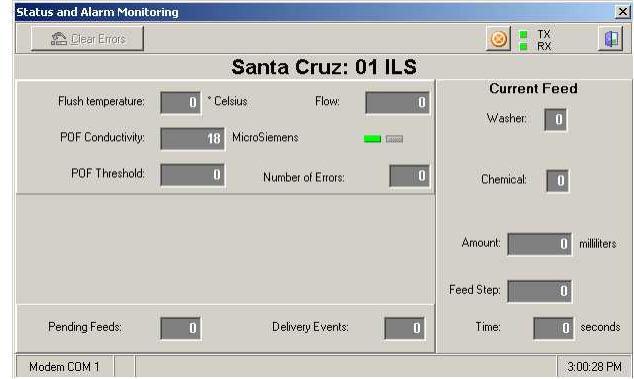 Status and Alarm Monitoring
Clear Errors
TX
RX
Santa Cruz: 01 ILS
Flush temperature: 0 ° Celsius Flow: 0
POF Conductivity: 18 MicroSiemens
POF Threshold: 0 Number of Errors: 0
Pending Feeds: 0 Delivery Events: 0
Current Feed
Washer: 0
Chemical: 0
Amount: 0 milliliters
Feed Step: 0
Time: 0 seconds
Modem COM 1
3:00:28 PM